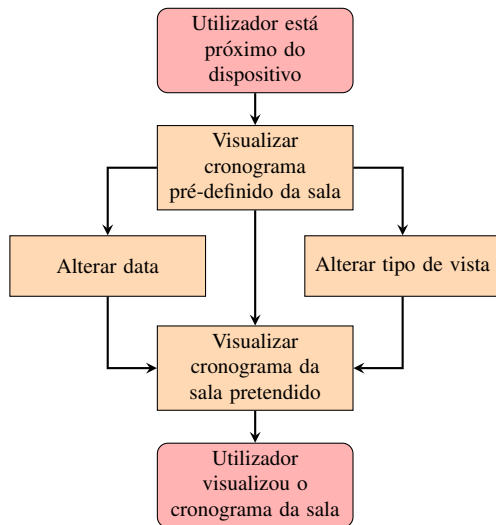 Utilizador está
próximo do
dispositivo
Visualizar
cronograma
pré-definido da sala
Alterar data
Alterar tipo de vista
Visualizar
cronograma da
sala pretendido
Utilizador
visualizou o
cronograma da sala